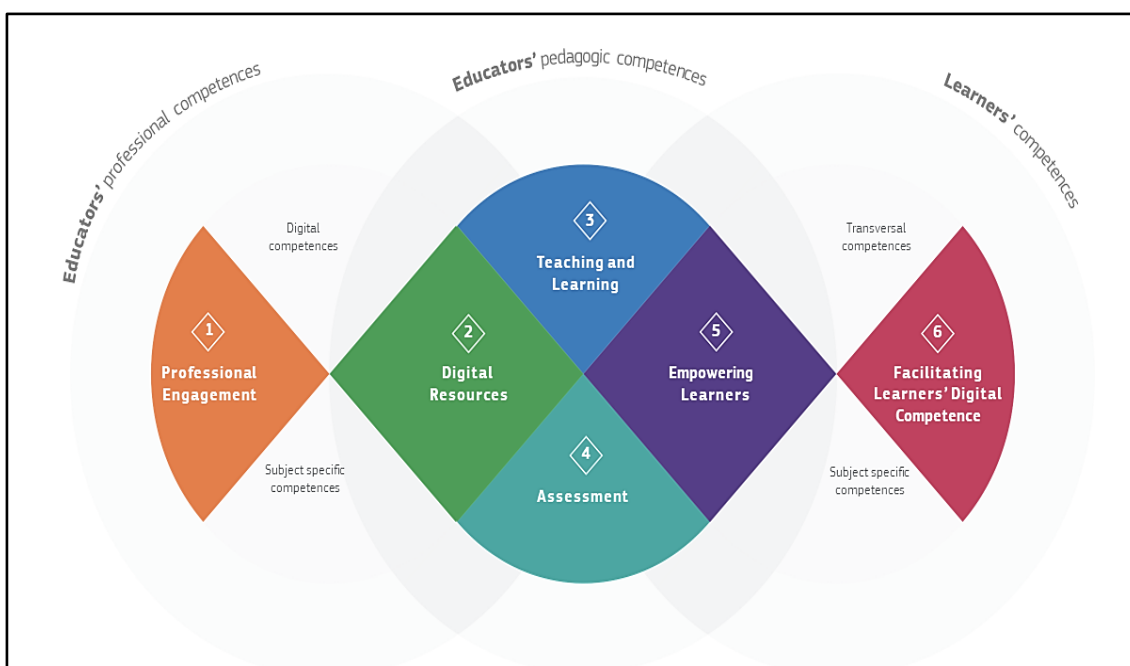 Educators' professional competences
Educators' pedagogic competences
Learners' competences
Digital
competences
Subject specific
competences
1
Professional
Engagement
2
Digital
Resources
3
Teaching and
Learning
4
Assessment
5
Empowering
Learners
Transversal
competences
Subject specific
competences
6
Facilitating
Learners' Digital
Competence